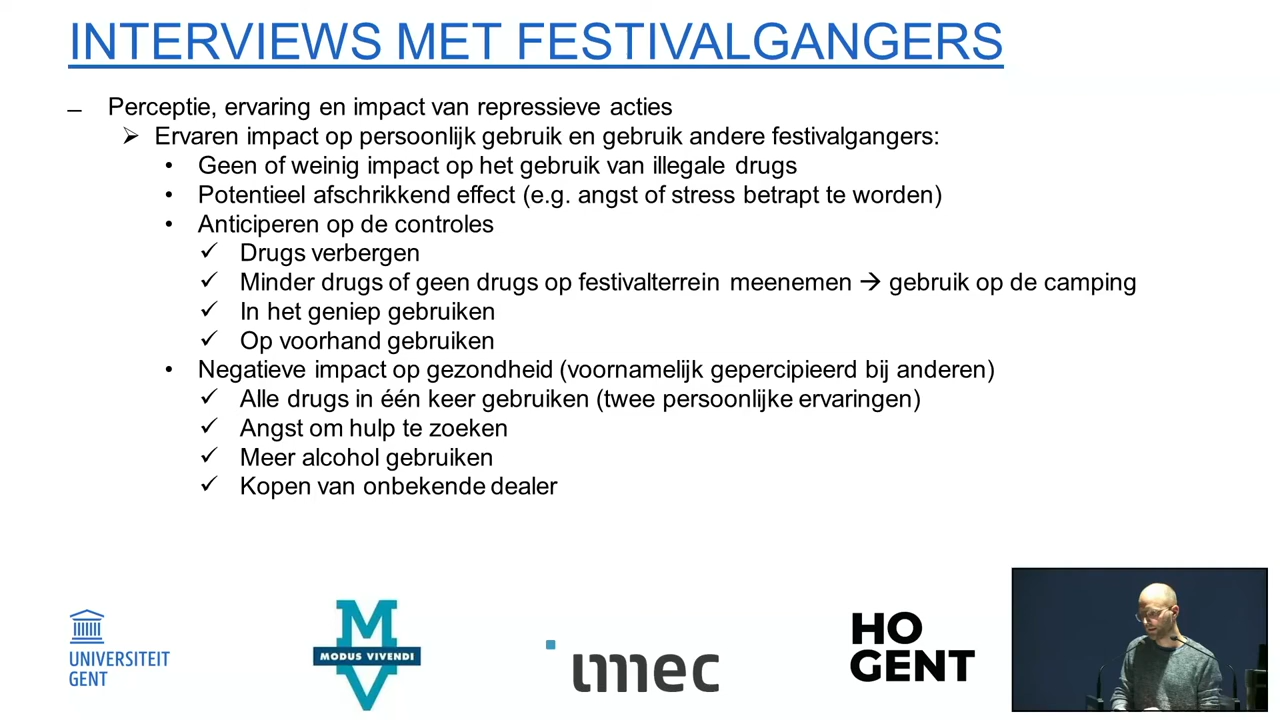 INTERVIEWS MET FESTIVALGANGERS
– Perceptie, ervaring en impact van repressieve acties
➢ Ervaren impact op persoonlijk gebruik en gebruik andere festivalgangers:
• Geen of weinig impact op het gebruik van illegale drugs
• Potentieel afschrikkend effect (e.g. angst of stress betrapt te worden)
• Anticiperen op de controles
✓ Drugs verbergen
✓ Minder drugs of geen drugs op festivalterrein meenemen → gebruik op de camping
✓ In het geniep gebruiken
✓ Op voorhand gebruiken
• Negatieve impact op gezondheid (voornamelijk gepercipieerd bij anderen)
✓ Alle drugs in één keer gebruiken (twee persoonlijke ervaringen)
✓ Angst om hulp te zoeken
✓ Meer alcohol gebruiken
✓ Kopen van onbekende dealer
UNIVERSITEIT
GENT
M
MODUS VIVENDI
V
imec
HO
GENT